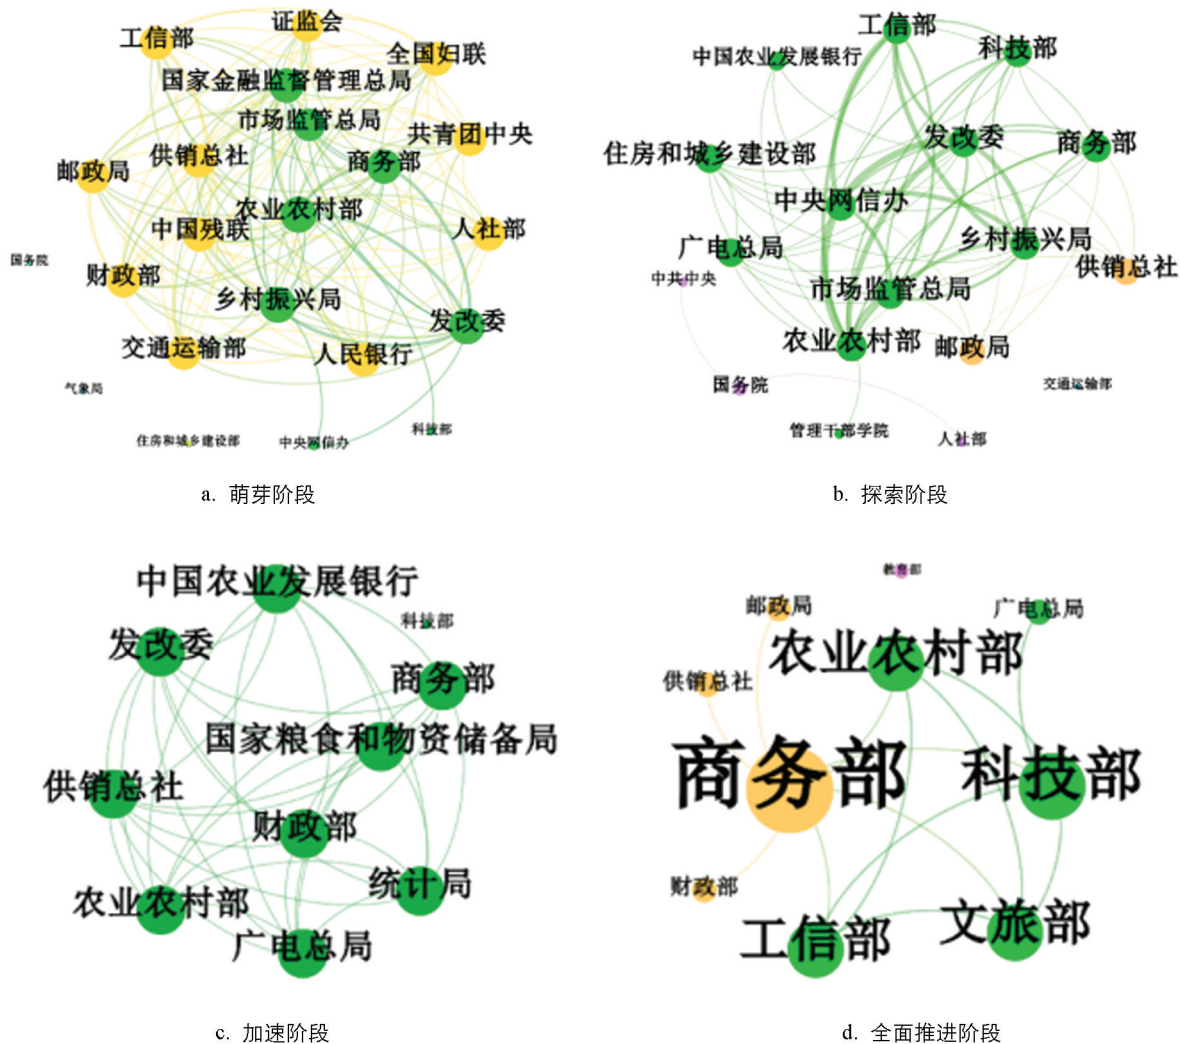 证监会
工信部
全国妇联
国家金融监督管理总局
市场监管总局
共青团中央
供销总社
商务部
邮政局
农业农村部
中国残联
人社部
国务院
财政部
乡村振兴局
发改委
交通运输部
人民银行
气象局
科技部
住房和城乡建设部
中央网信办
a. 萌芽阶段
工信部
科技部
中国农业发展银行
发改委
商务部
住房和城乡建设部
中央网信办
广电总局
乡村振兴局
供销总社
中共中央
市场监管总局
农业农村部
邮政局
国务院
交通运输部
管理干部学院
人社部
b. 探索阶段
中国农业发展银行
科技部
发改委
商务部
国家粮食和物资储备局
供销总社
财政部
统计局
农业农村部
广电总局
c. 加速阶段
教育部
邮政局
广电总局
农业农村部
供销总社
商务部
科技部
财政部
文旅部
工信部
d. 全面推进阶段